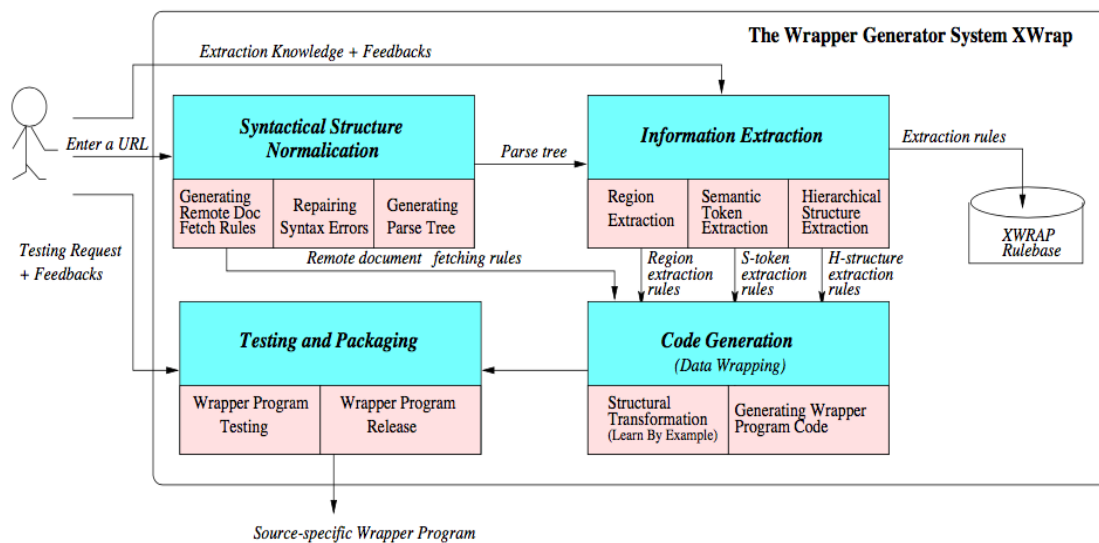 The Wrapper Generator System XWrap
Extraction Knowledge + Feedbacks
Enter a URL
Syntactical Structure
Normalication
Generating
Remote Doc
Fetch Rules
Repairing
Syntax Errors
Generating
Parse Tree
Parse tree
Information Extraction
Region
Extraction
Semantic
Token
Extraction
Hierarchical
Structure
Extraction
Extraction rules
XWRAP
Rulebase
Testing Request
+ Feedbacks
Remote document fetching rules
Region
extraction
rules
S-token
extraction
rules
H-structure
extraction rules
Testing and Packaging
Wrapper Program
Testing
Wrapper Program
Release
Code Generation
(Data Wrapping)
Structural
Transformation
(Learn By Example)
Generating Wrapper
Program Code
Source-specific Wrapper Program